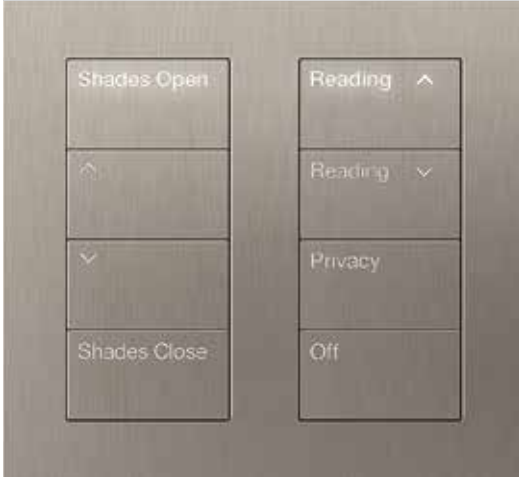 Shades Open
^
⌄
Shades Close
Reading ^
Reading ⌄
Privacy
Off